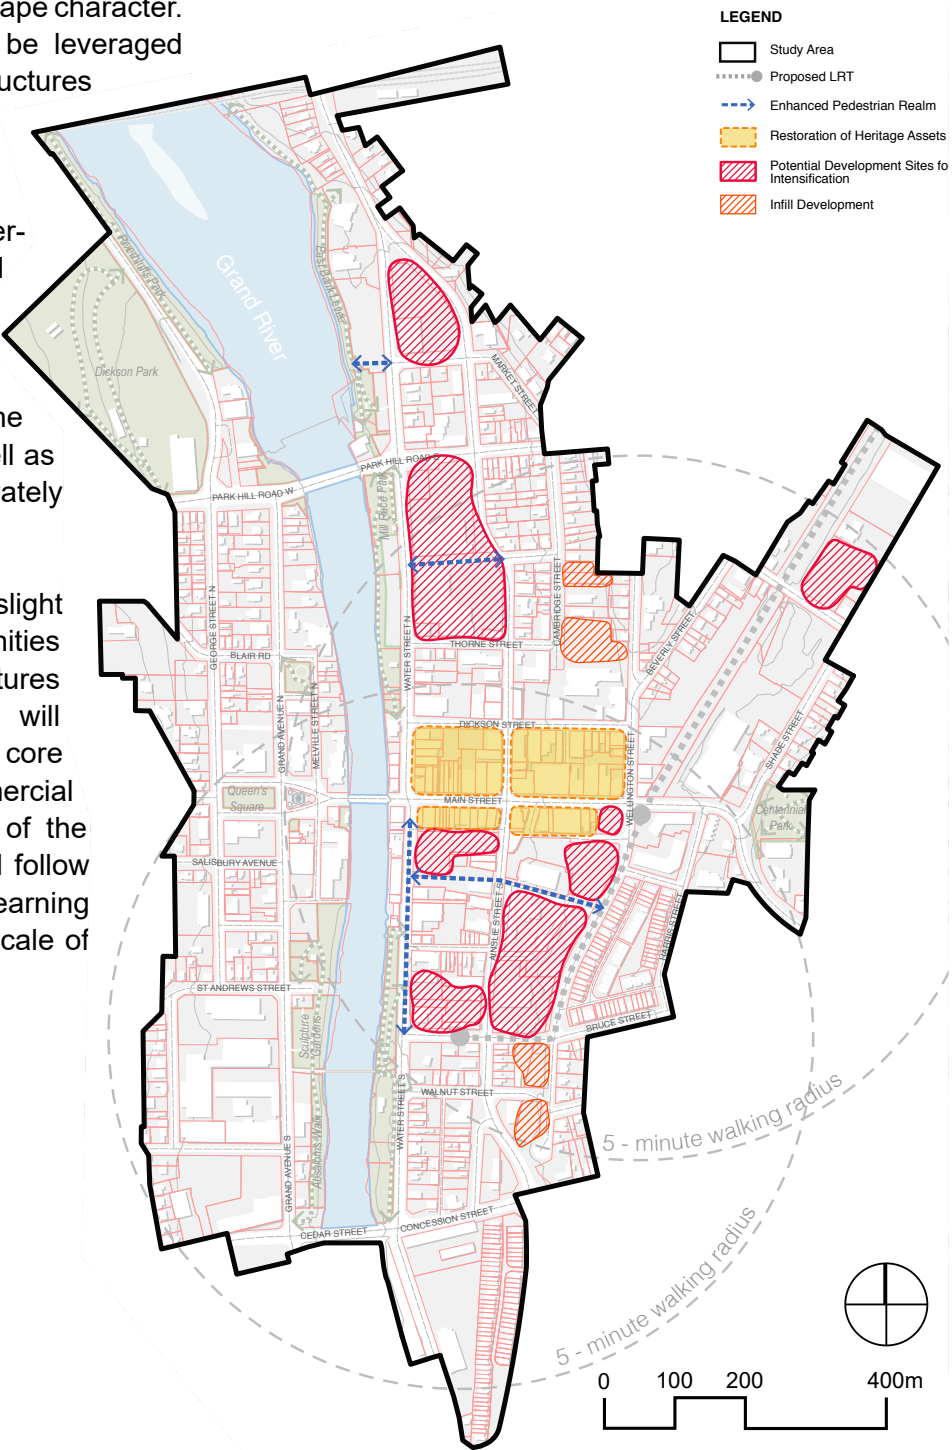 ape character.
be leveraged
uctures
er-
l
ne
ell as
ately
slight
nities
tures
will
core
nercial
of the
l follow
earning
cale of
LEGEND
Study Area
Proposed LRT
Enhanced Pedestrian Realm
Restoration of Heritage Assets
Potential Development Sites fo
Intensification
Infill Development
Grand River
Riverbluffs Park
East Bank Levee
Dickson Park
MARKET STREET
PARK HILL ROAD E
PARK HILL ROAD W
Mill Race Park
GEORGE STREET N
CAMBRIDGE STREET
WATER STREET N
THORNE STREET
BEVERLY STREET
BLAIR RD
GRAND AVENUE N
MELVILLE STREET N
DICKSON STREET
WELLINGTON STREET
SHADE STREET
Queen's
Square
MAIN STREET
Centennial
Park
SALISBURY AVENUE
AINSLIE STREET S
HARRIS STREET
ST ANDREWS STREET
Sculpture
Gardens
BRUCE STREET
WATER STREET S
WALNUT STREET
5 - minute walking radius
Absaloms Walk
GRAND AVENUE S
CONCESSION STREET
CEDAR STREET
5 - minute walking radius
0 100 200 400m